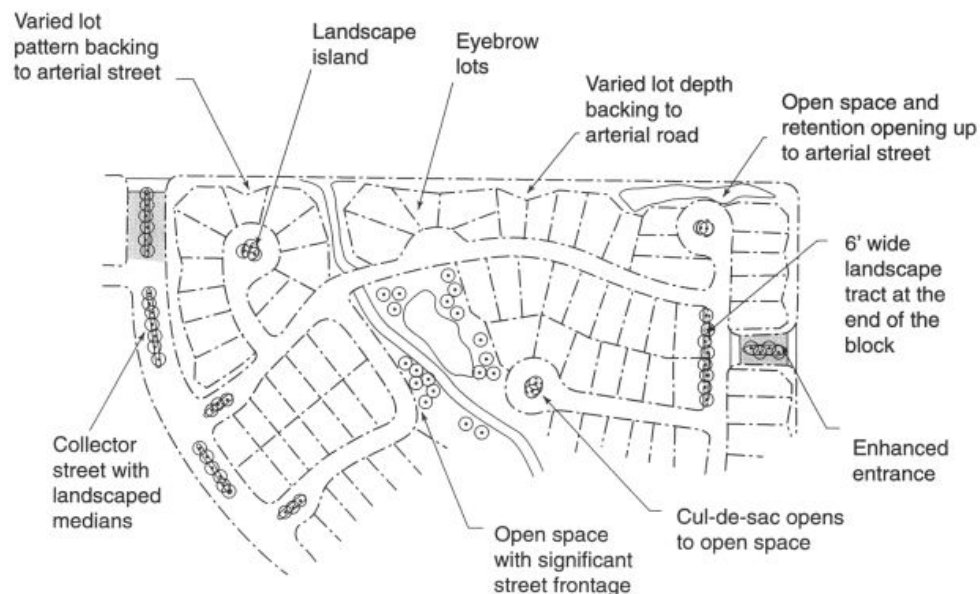 Varied lot
pattern backing
to arterial street
Landscape
island
Eyebrow
lots
Varied lot depth
backing to
arterial road
Open space and
retention opening up
to arterial street
6' wide
landscape
tract at the
end of the
block
Collector
street with
landscaped
medians
Open space
with significant
street frontage
Cul-de-sac opens
to open space
Enhanced
entrance